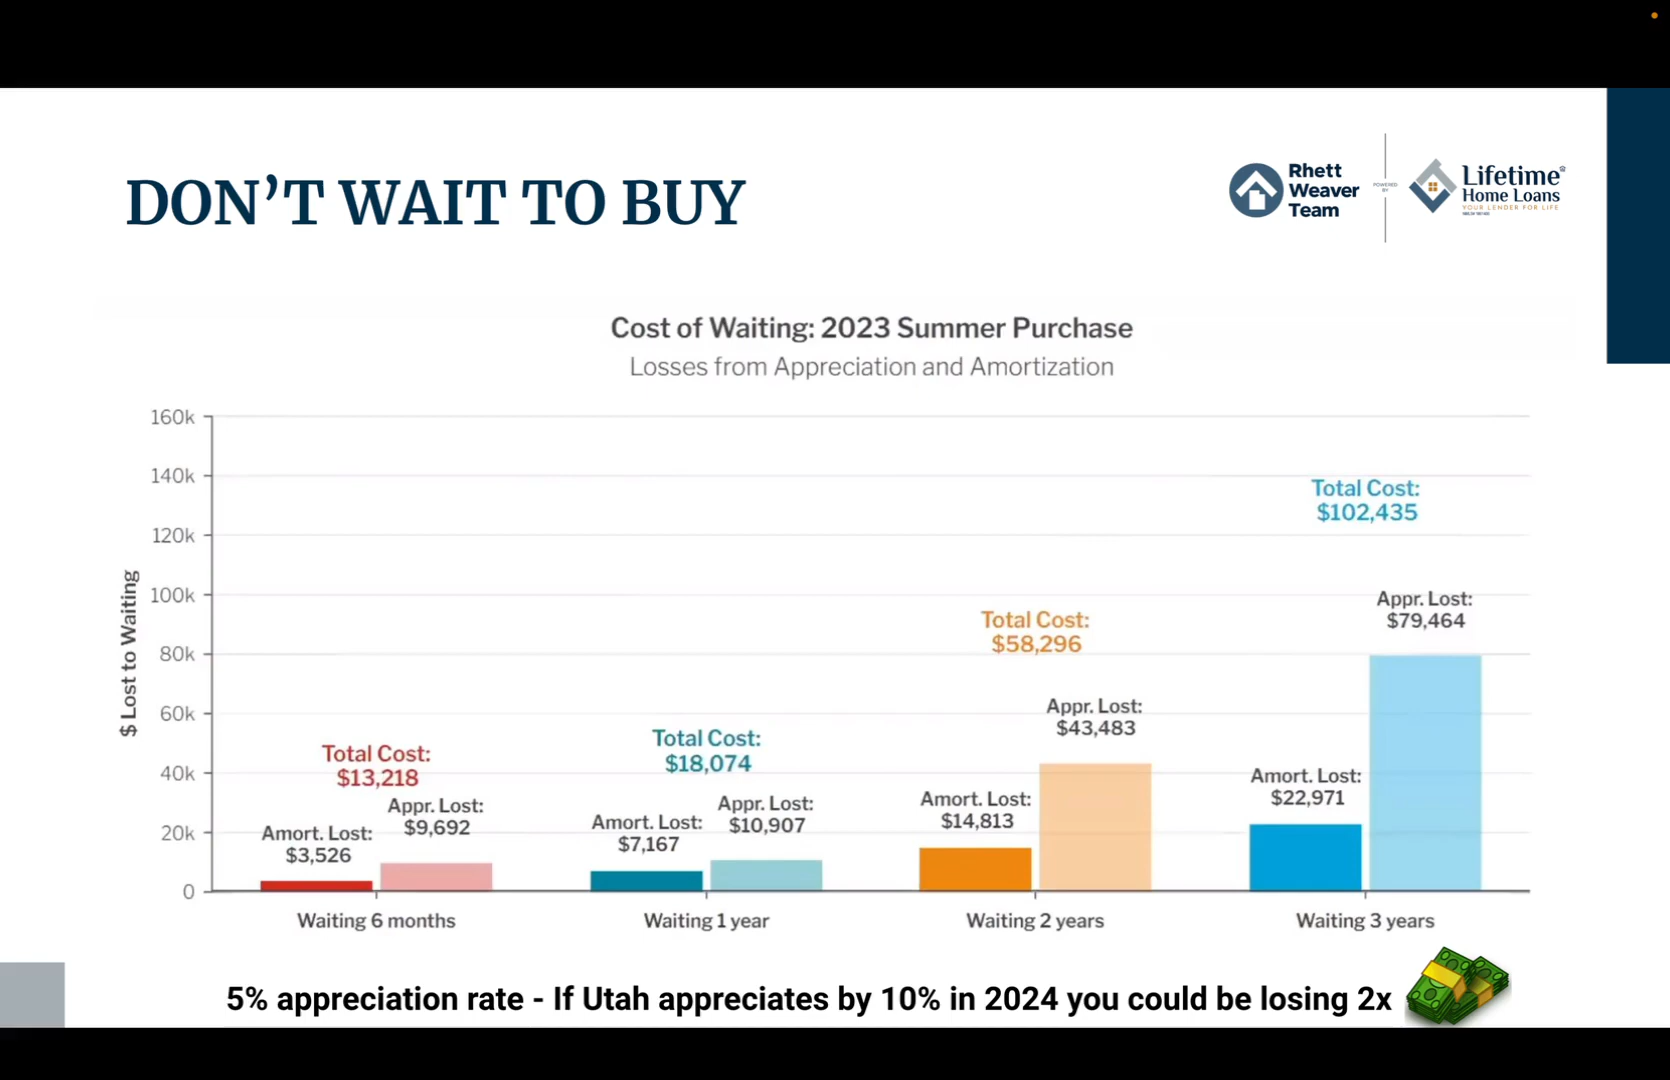 DON’T WAIT TO BUY
Rhett
Weaver
Team
POWERED
BY
Lifetime®
Home Loans
YOUR LENDER FOR LIFE
Cost of Waiting: 2023 Summer Purchase
Losses from Appreciation and Amortization
$ Lost to Waiting
160k
140k
120k
100k
80k
60k
40k
20k
0
Total Cost:
$13,218
Amort. Lost:
$3,526
Appr. Lost:
$9,692
Total Cost:
$18,074
Amort. Lost:
$7,167
Appr. Lost:
$10,907
Total Cost:
$58,296
Amort. Lost:
$14,813
Appr. Lost:
$43,483
Total Cost:
$102,435
Amort. Lost:
$22,971
Appr. Lost:
$79,464
Waiting 6 months
Waiting 1 year
Waiting 2 years
Waiting 3 years
5% appreciation rate - If Utah appreciates by 10% in 2024 you could be losing 2x